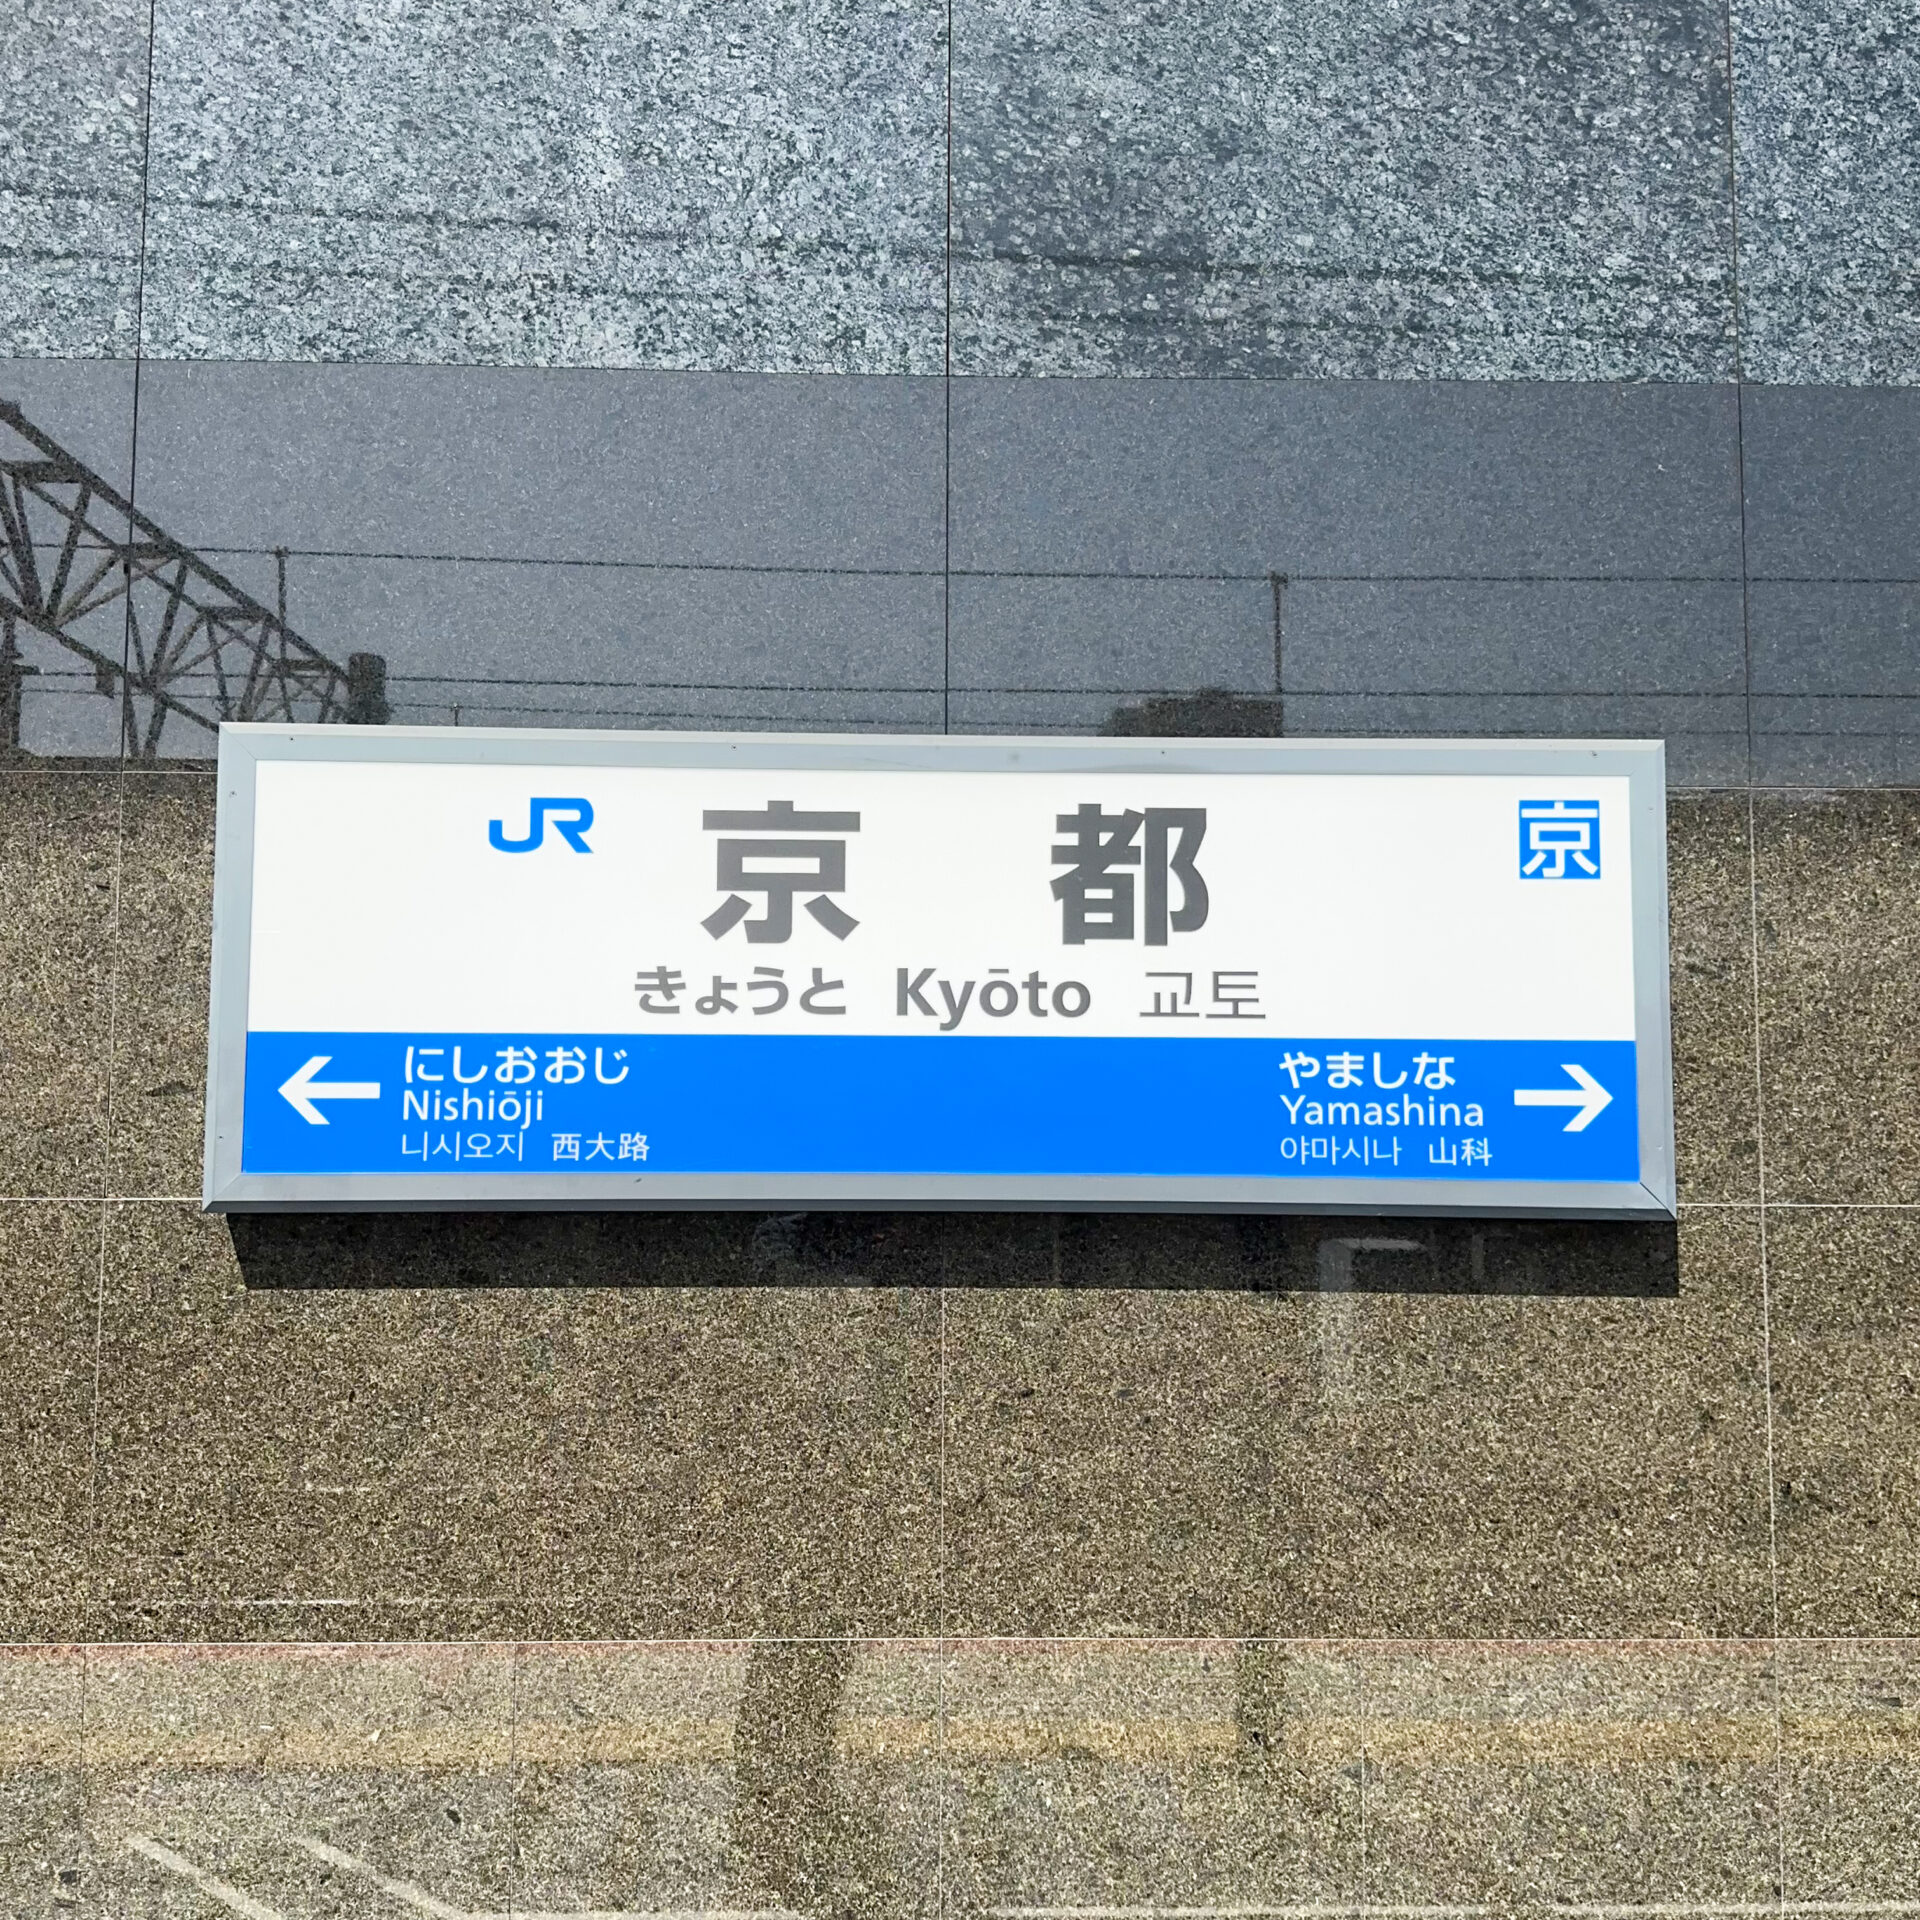 JR 京都 京
きょうと Kyōto 교토
← にしおおじ
Nishiōji
니시오지 西大路
やましな →
Yamashina
야마시나 山科